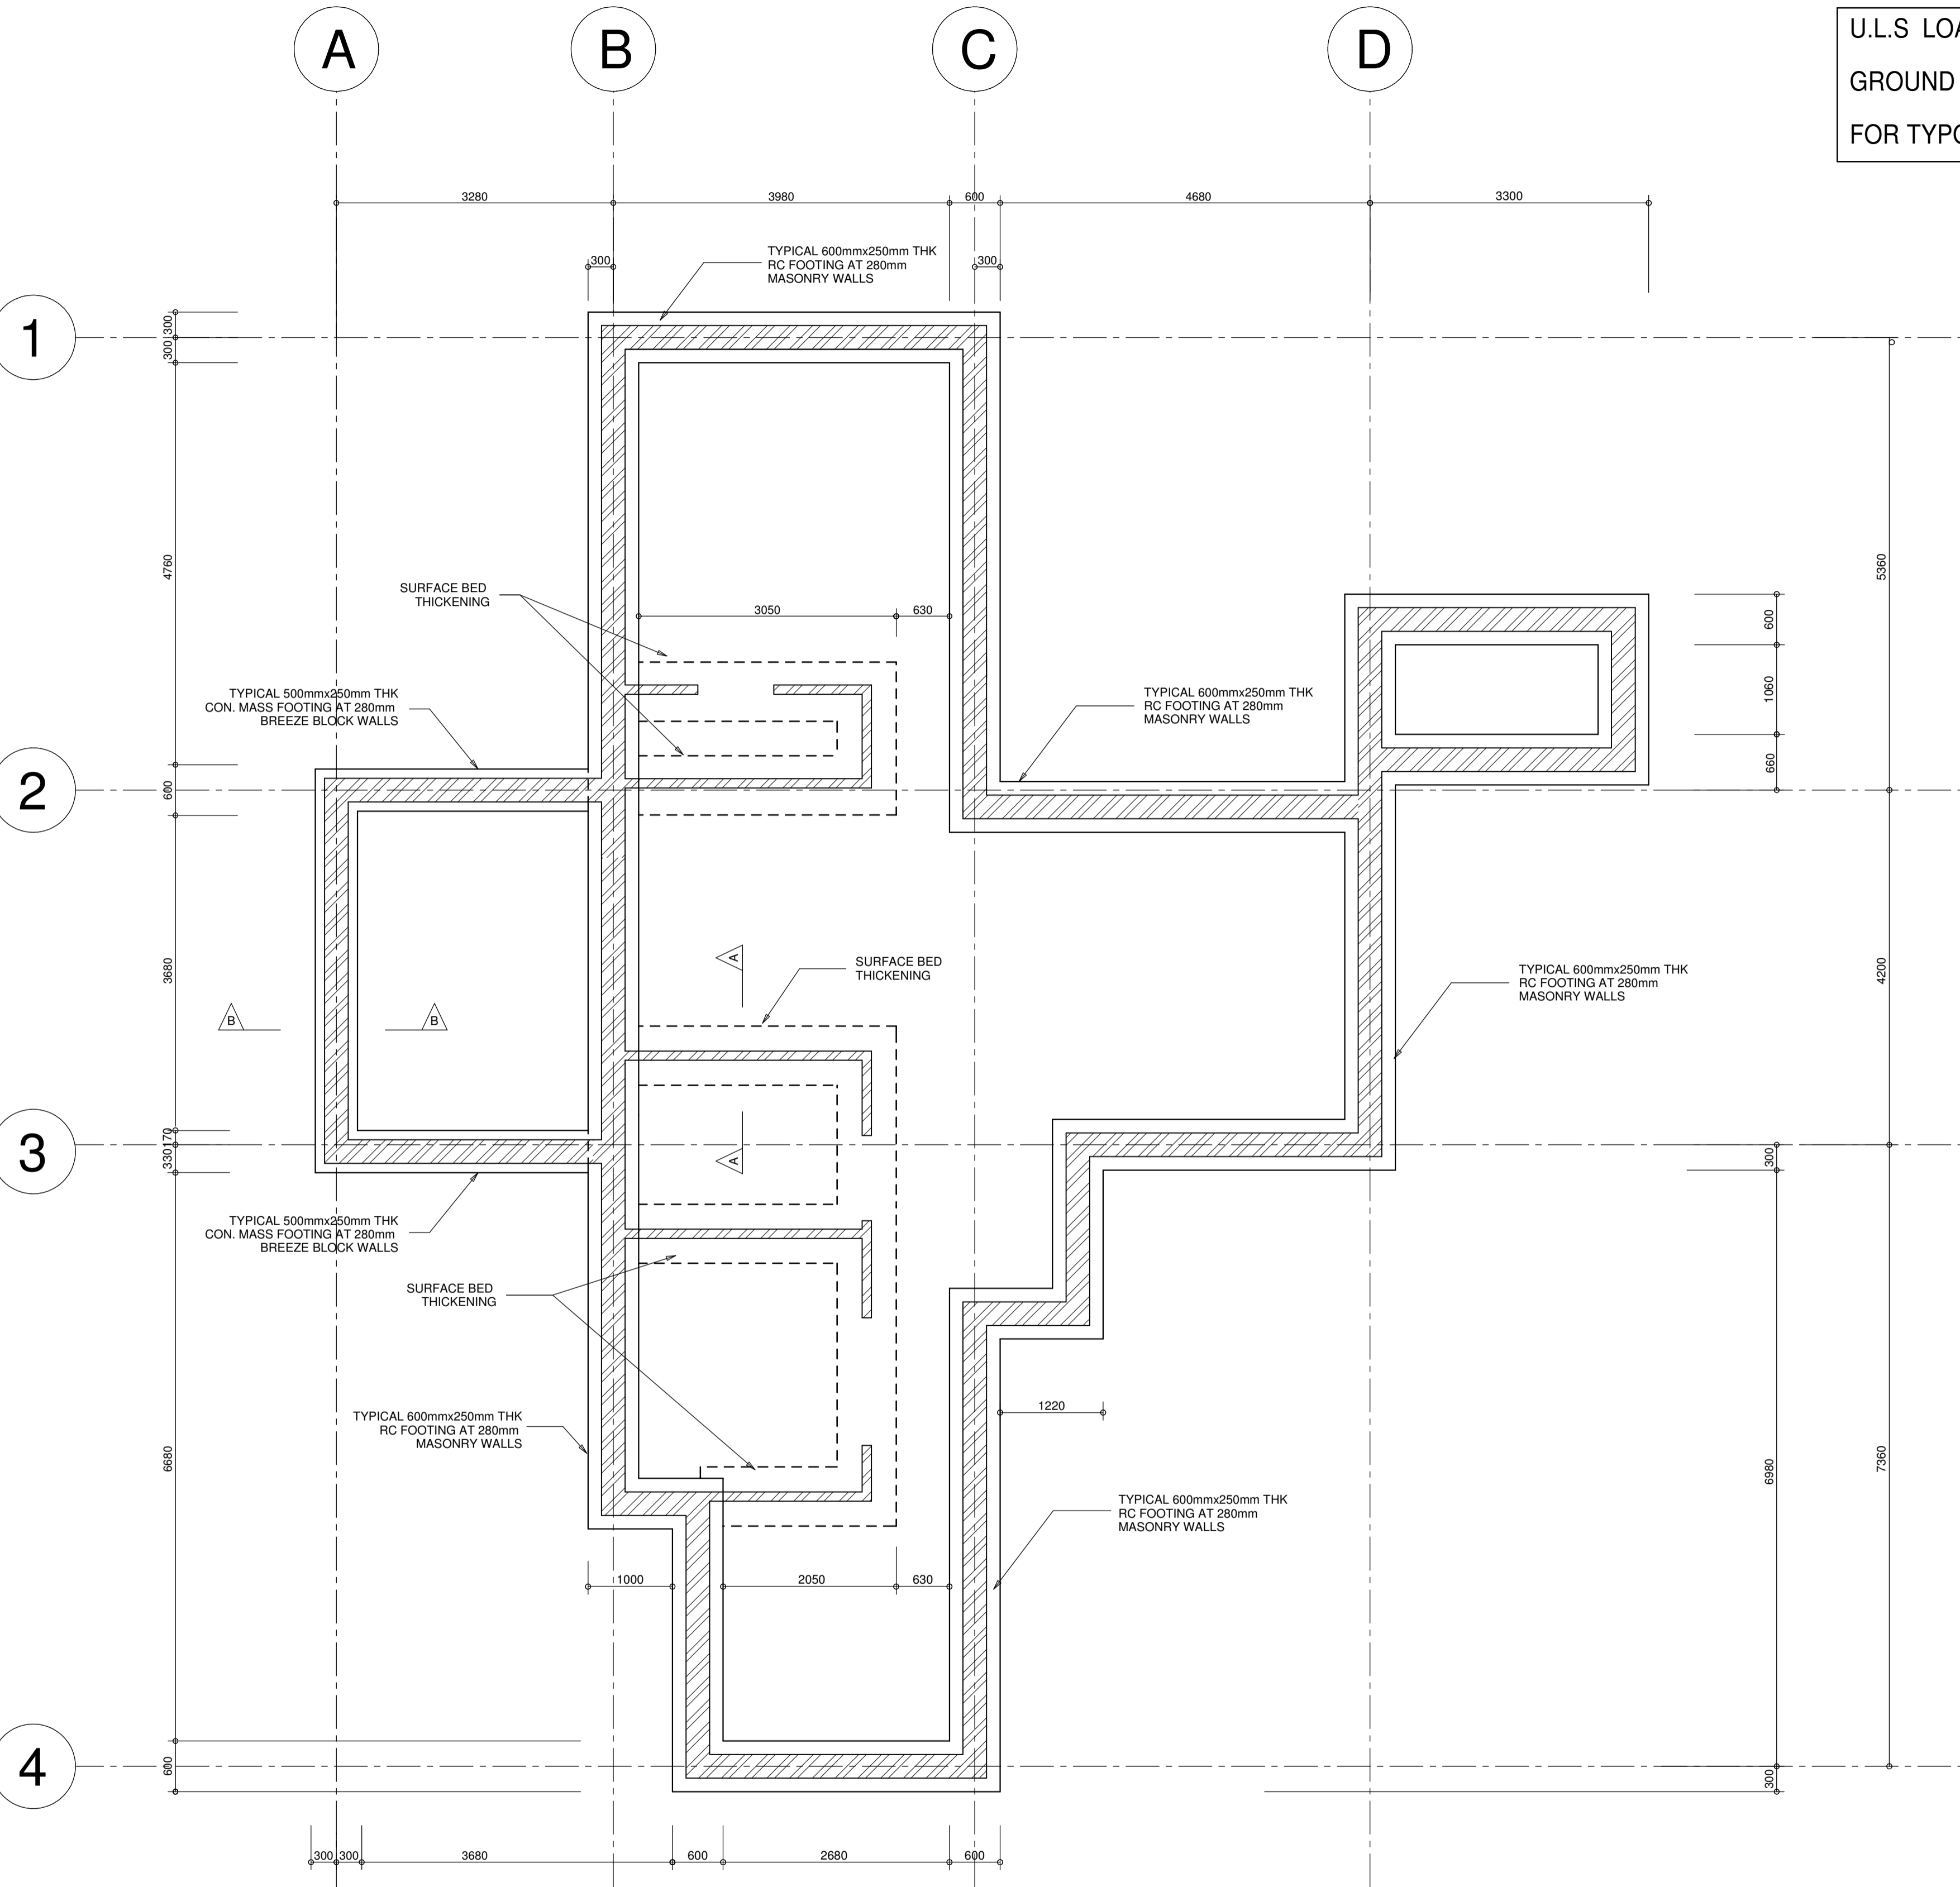 A
B
C
D
U.L.S LOA
GROUND
FOR TYPO
3280
3980
600
4680
3300
300
TYPICAL 600mmx250mm THK
RC FOOTING AT 280mm
MASONRY WALLS
300
1
300
300
4760
5360
SURFACE BED
THICKENING
3050
630
600
1060
660
TYPICAL 500mmx250mm THK
CON. MASS FOOTING AT 280mm
BREEZE BLOCK WALLS
TYPICAL 600mmx250mm THK
RC FOOTING AT 280mm
MASONRY WALLS
2
600
3680
4200
A
SURFACE BED
THICKENING
TYPICAL 600mmx250mm THK
RC FOOTING AT 280mm
MASONRY WALLS
B
B
3
170
330
A
300
TYPICAL 500mmx250mm THK
CON. MASS FOOTING AT 280mm
BREEZE BLOCK WALLS
SURFACE BED
THICKENING
1220
TYPICAL 600mmx250mm THK
RC FOOTING AT 280mm
MASONRY WALLS
6680
6980
7360
TYPICAL 600mmx250mm THK
RC FOOTING AT 280mm
MASONRY WALLS
1000
2050
630
4
600
300
300
300
3680
600
2680
600